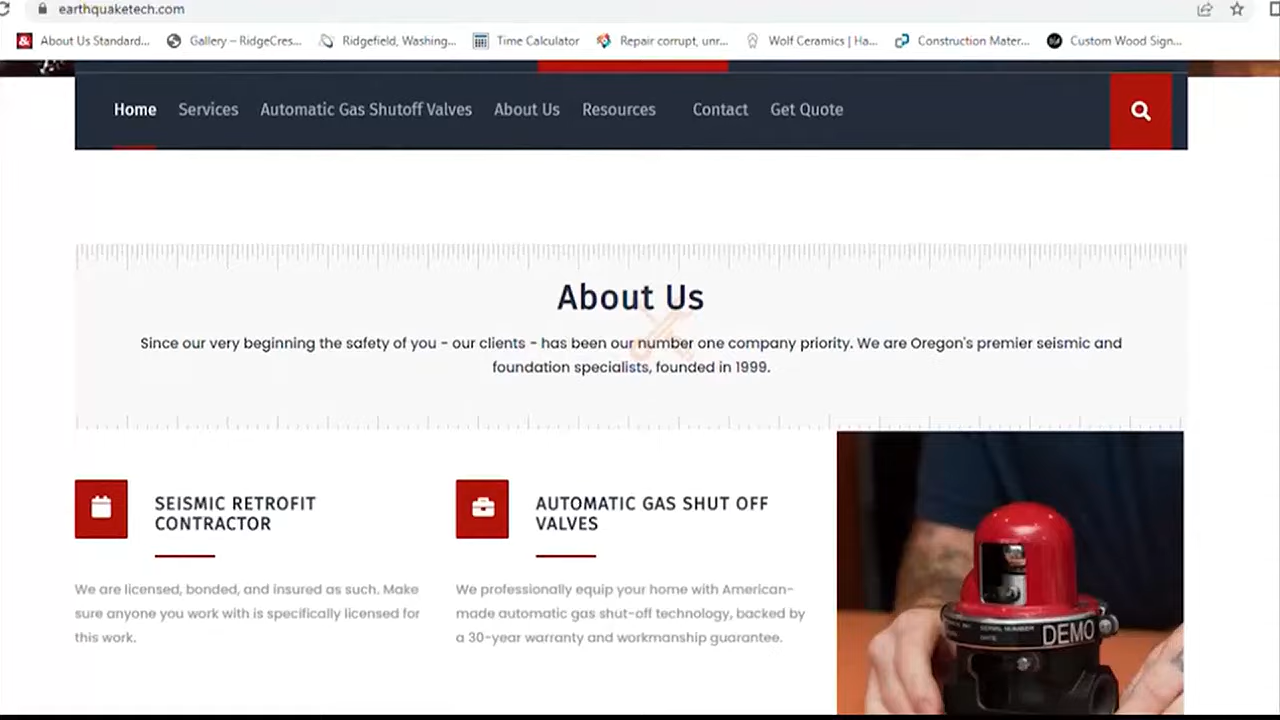 earthquaketech.com
About Us Standard... Gallery – RidgeCres... Ridgefield, Washing... Time Calculator Repair corrupt, unr... Wolf Ceramics | Ha... Construction Mater... Custom Wood Sign...
Home Services Automatic Gas Shutoff Valves About Us Resources Contact Get Quote
About Us
Since our very beginning the safety of you - our clients - has been our number one company priority. We are Oregon's premier seismic and
foundation specialists, founded in 1999.
SEISMIC RETROFIT
CONTRACTOR
We are licensed, bonded, and insured as such. Make
sure anyone you work with is specifically licensed for
this work.
AUTOMATIC GAS SHUT OFF
VALVES
We professionally equip your home with American-
made automatic gas shut-off technology, backed by
a 30-year warranty and workmanship guarantee.
SERIAL NUMBER
DATE
DEMO